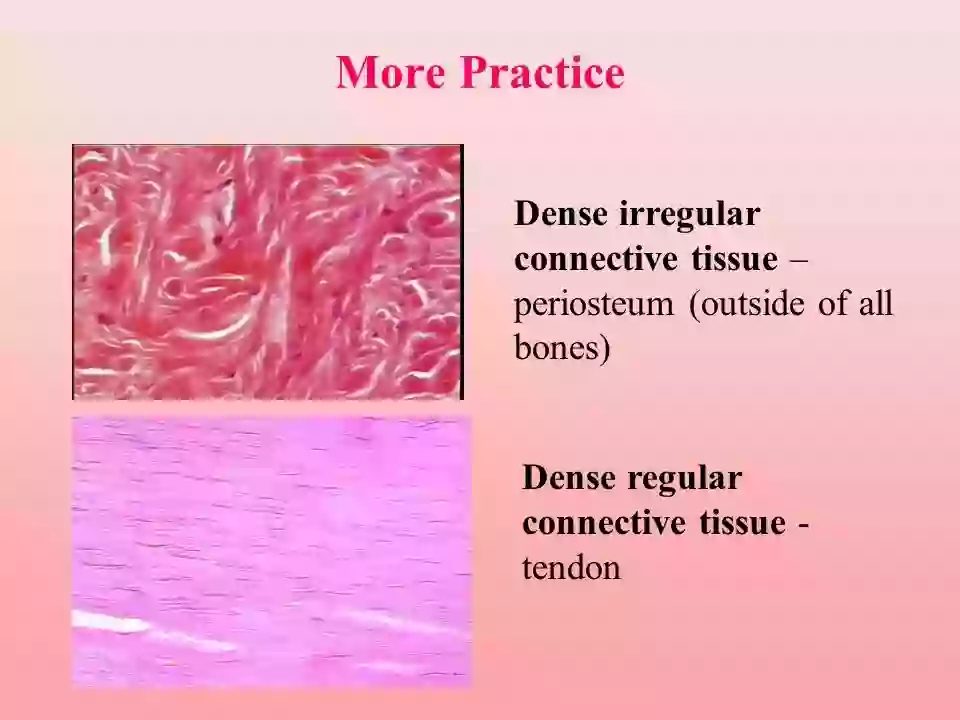 More Practice
Dense irregular
connective tissue –
periosteum (outside of all
bones)
Dense regular
connective tissue -
tendon